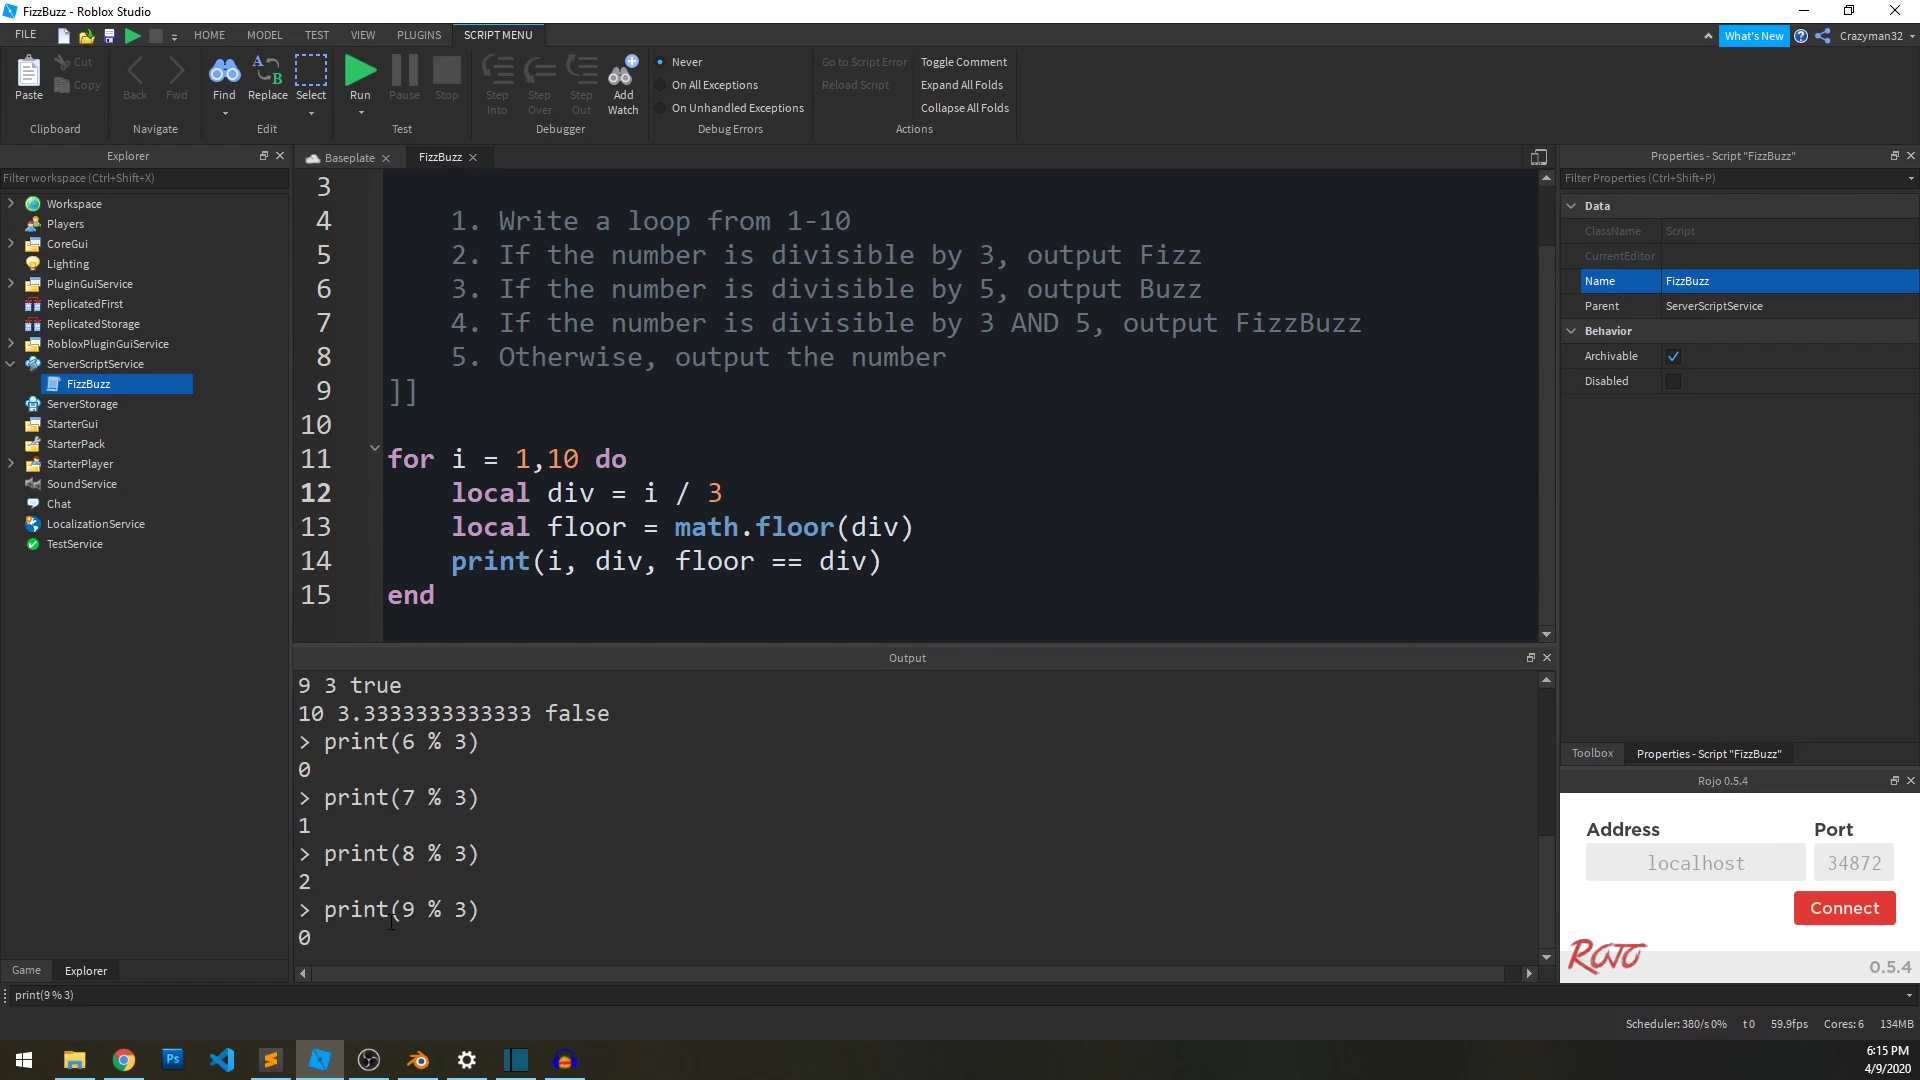 FizzBuzz - Roblox Studio
FILE HOME MODEL TEST VIEW PLUGINS SCRIPT MENU What's New Crazyman32
Paste Cut Copy
Clipboard
Back Fwd
Navigate
Find Replace Select
Edit
Run Pause Stop
Test
Step Into Step Over Step Out Add Watch
Debugger
Never
On All Exceptions
On Unhandled Exceptions
Debug Errors
Go to Script Error
Reload Script
Toggle Comment
Expand All Folds
Collapse All Folds
Actions
Explorer
Filter workspace (Ctrl+Shift+X)
Workspace
Players
CoreGui
Lighting
PluginGuiService
ReplicatedFirst
ReplicatedStorage
RobloxPluginGuiService
ServerScriptService
FizzBuzz
ServerStorage
StarterGui
StarterPack
StarterPlayer
SoundService
Chat
LocalizationService
TestService
Game Explorer
Baseplate FizzBuzz
3
4 1. Write a loop from 1-10
5 2. If the number is divisible by 3, output Fizz
6 3. If the number is divisible by 5, output Buzz
7 4. If the number is divisible by 3 AND 5, output FizzBuzz
8 5. Otherwise, output the number
9 ]]
10
11 for i = 1,10 do
12 local div = i / 3
13 local floor = math.floor(div)
14 print(i, div, floor == div)
15 end
Output
9 3 true
10 3.3333333333333 false
> print(6 % 3)
0
> print(7 % 3)
1
> print(8 % 3)
2
> print(9 % 3)
0
Properties - Script "FizzBuzz"
Filter Properties (Ctrl+Shift+P)
Data
ClassName Script
CurrentEditor
Name FizzBuzz
Parent ServerScriptService
Behavior
Archivable
Disabled
Toolbox Properties - Script "FizzBuzz"
Rojo 0.5.4
Address Port
localhost 34872
Connect
ROJO 0.5.4
print(9 % 3)
Scheduler: 380/s 0% t 0 59.9fps Cores: 6 134MB
Ps
6:15 PM
4/9/2020